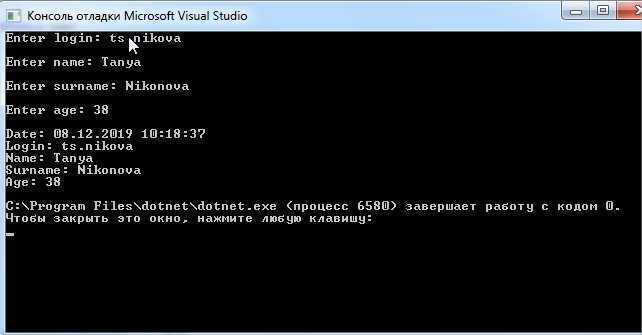 Консоль отладки Microsoft Visual Studio
Enter login: ts.nikova
Enter name: Tanya
Enter surname: Nikonova
Enter age: 38
Date: 08.12.2019 10:18:37
Login: ts.nikova
Name: Tanya
Surname: Nikonova
Age: 38
C:\Program Files\dotnet\dotnet.exe (процесс 6580) завершает работу с кодом 0.
Чтобы закрыть это окно, нажмите любую клавишу: